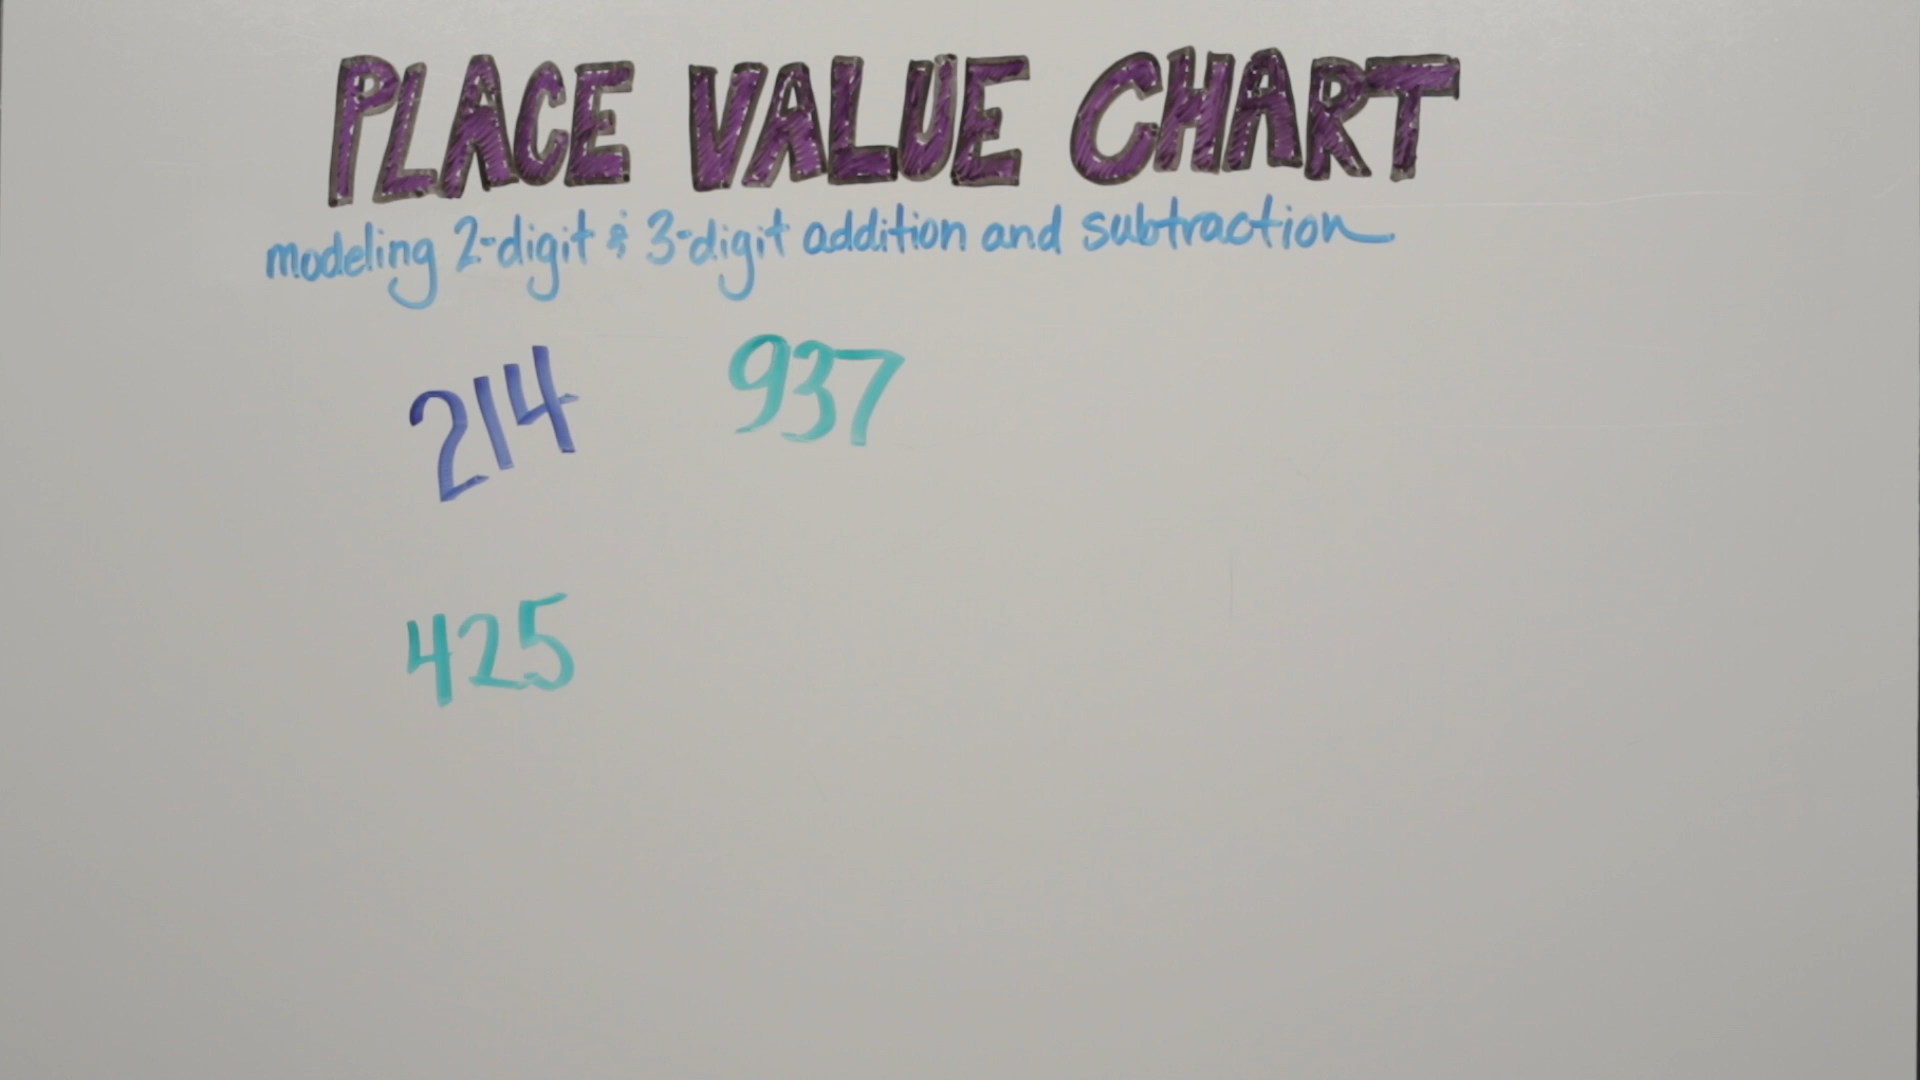 PLACE VALUE CHART
modeling 2-digit & 3-digit addition and subtraction
214 937
425